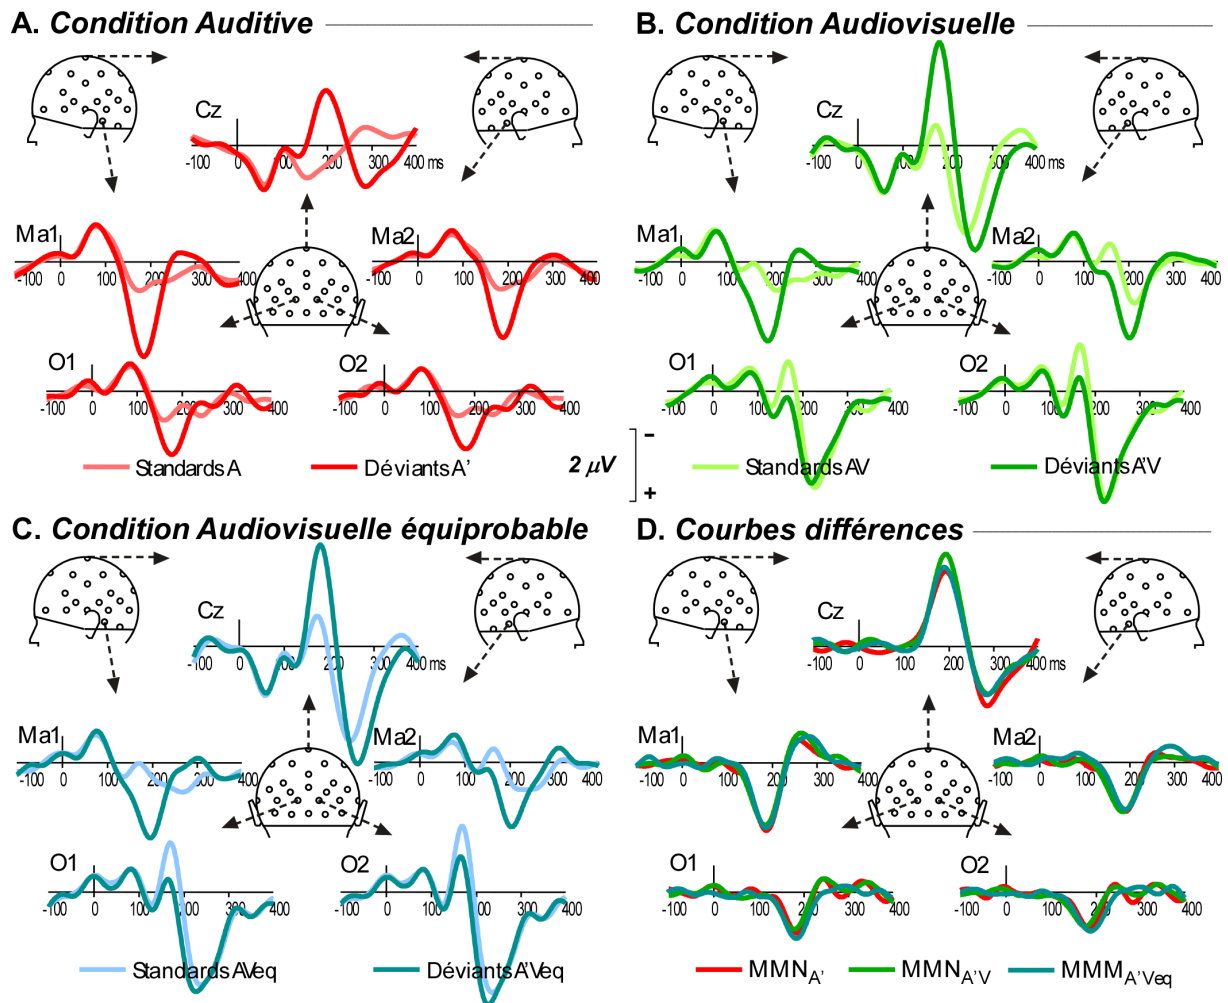 A. Condition Auditive
B. Condition Audiovisuelle
Cz
-100 0 100 200 300 400 ms
Cz
-100 0 100 200 300 400 ms
Ma1
-100 0 100 200 300 400
Ma2
-100 0 100 200 300 400
Ma1
-100 0 100 200 300 400
Ma2
-100 0 100 200 300 400
O1
-100 0 100 200 300 400
O2
-100 0 100 200 300 400
O1
-100 0 100 200 300 400
O2
-100 0 100 200 300 400
Standards A
Déviants A'
2 µV
-
+
Standards AV
Déviants A'V
C. Condition Audiovisuelle équiprobable
D. Courbes différences
Cz
-100 0 100 200 300 400 ms
Cz
-100 0 100 200 300 400 ms
Ma1
-100 0 100 200 300 400
Ma2
-100 0 100 200 300 400
Ma1
-100 0 100 200 300 400
Ma2
-100 0 100 200 300 400
O1
-100 0 100 200 300 400
O2
-100 0 100 200 300 400
O1
-100 0 100 200 300 400
O2
-100 0 100 200 300 400
Standards AVeq
Déviants A'Veq
MMN A'
MMN A'V
MMM A'Veq